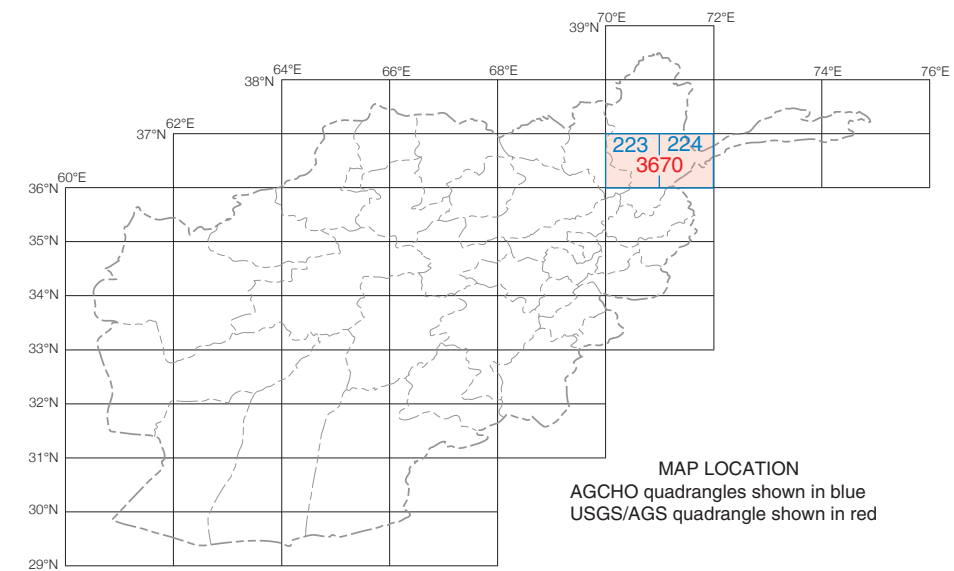 70°E 72°E
39°N
64°E 66°E 68°E 74°E 76°E
38°N
62°E
37°N
223 224
3670
60°E
36°N
35°N
34°N
33°N
32°N
31°N
MAP LOCATION
AGCHO quadrangles shown in blue
30°N
USGS/AGS quadrangle shown in red
29°N